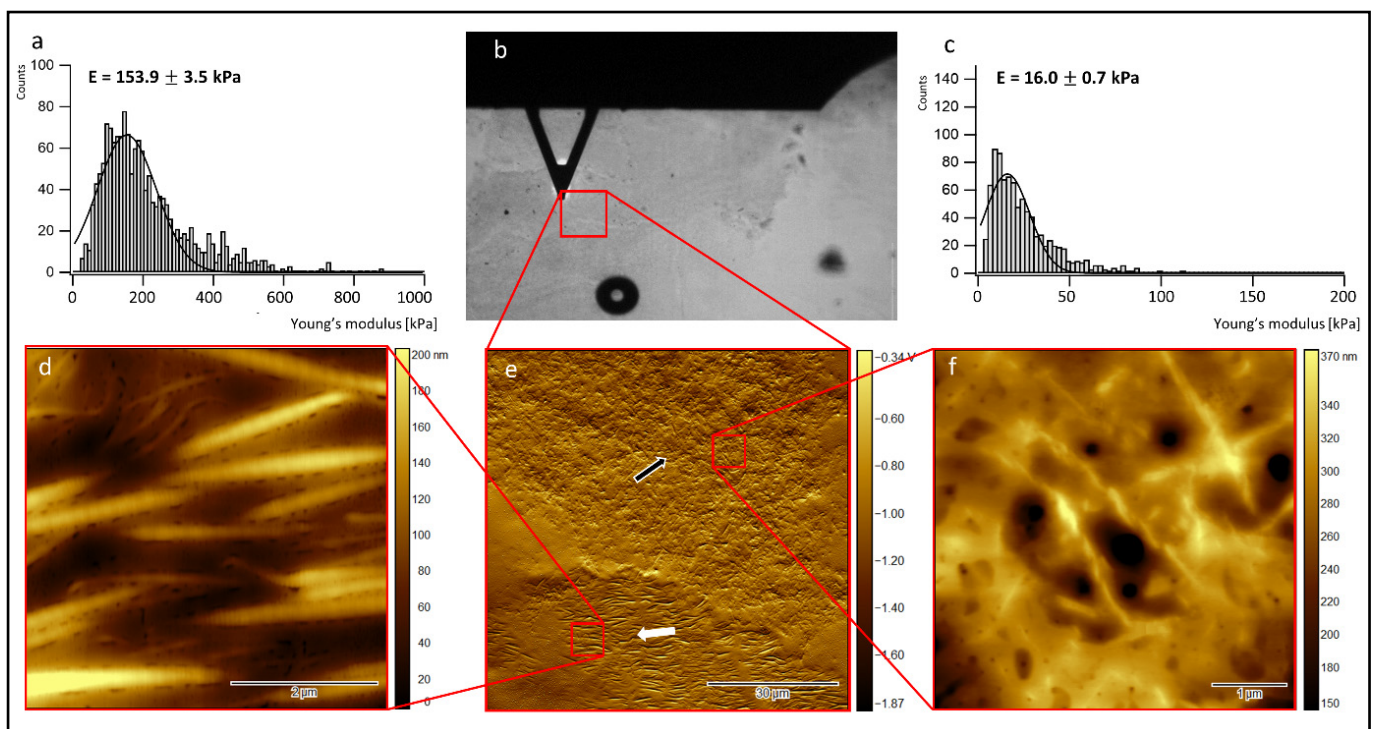 a
E = 153.9 ± 3.5 kPa
Counts
100
80
60
40
20
0
0
200
400
600
800
1000
Young's modulus [kPa]
b
c
E = 16.0 ± 0.7 kPa
Counts
140
120
100
80
60
40
20
0
0
50
100
150
200
Young's modulus [kPa]
d
200 nm
180
160
140
120
100
80
60
40
20
0
2 µm
e
−0.34 V
−0.60
−0.80
−1.00
−1.20
−1.40
−1.60
−1.87
30 µm
f
370 nm
340
320
300
280
260
240
220
200
180
150
1 µm